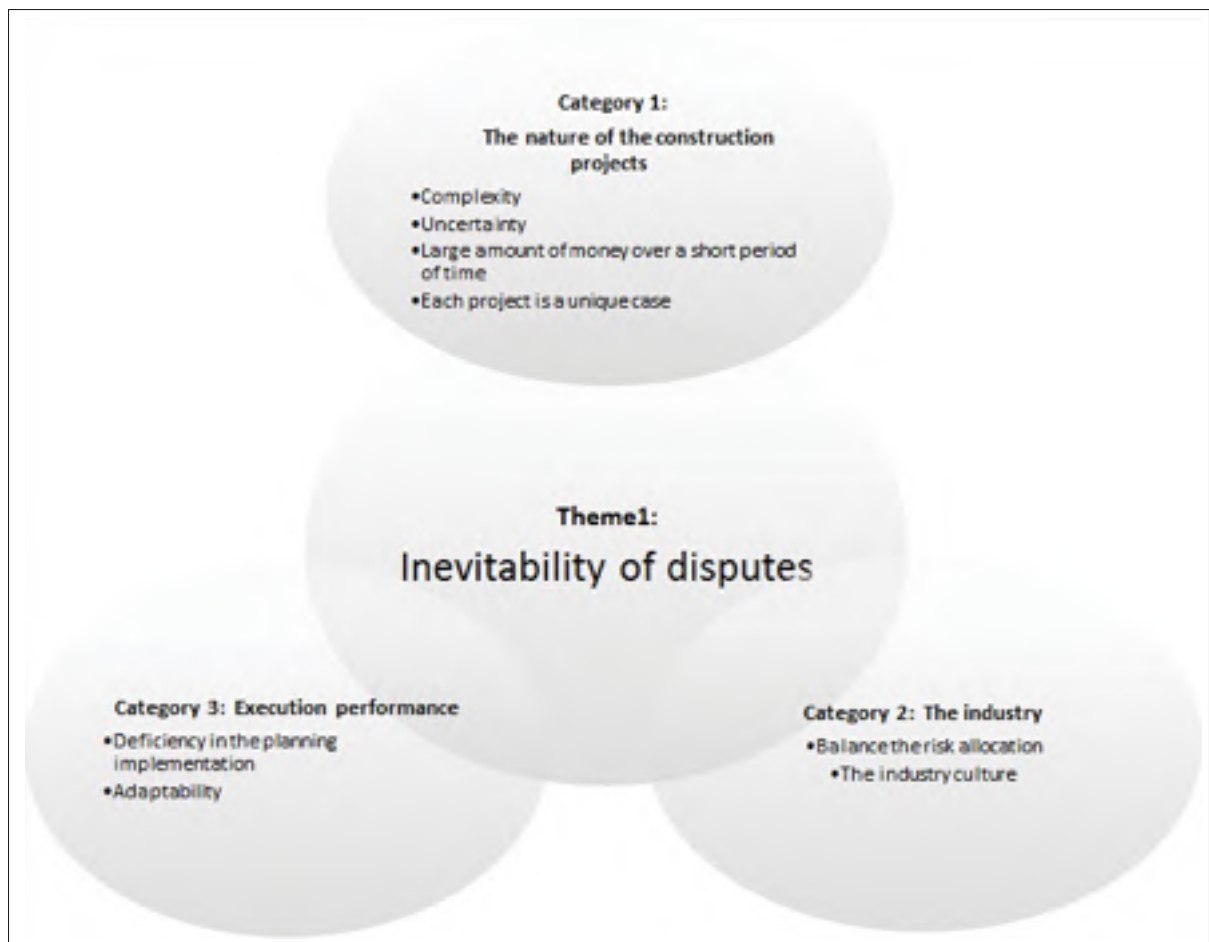 Category 1:
The nature of the construction
projects
•Complexity
•Uncertainty
•Large amount of money over a short period
of time
•Each project is a unique case
Theme1:
Inevitability of disputes
Category 3: Execution performance
•Deficiency in the planning
implementation
•Adaptability
Category 2: The industry
•Balance the risk allocation
•The industry culture